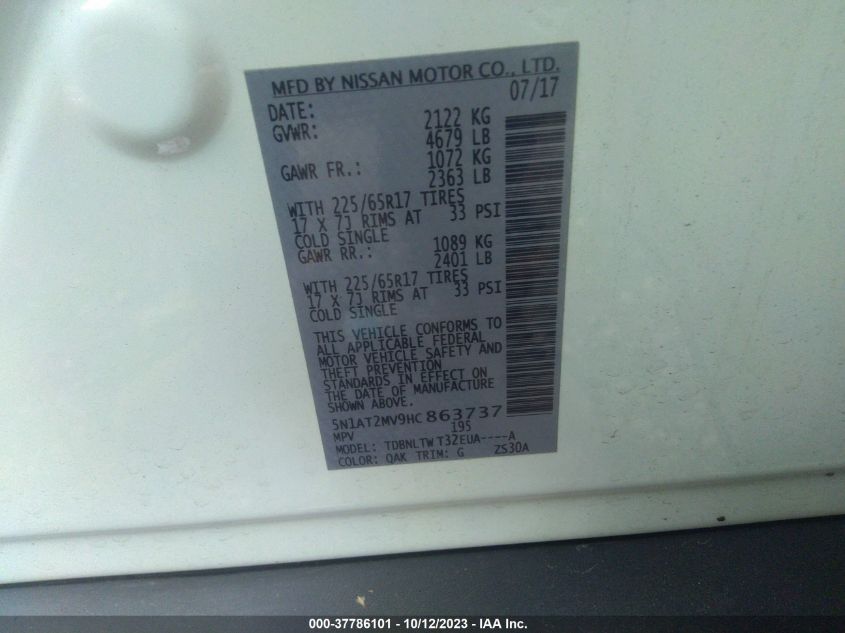 MFD BY NISSAN MOTOR CO., LTD.
DATE: 07/17
GVWR: 2122 KG
4679 LB
GAWR FR.: 1072 KG
2363 LB
WITH 225/65R17 TIRES
17 X 7J RIMS AT 33 PSI
COLD SINGLE
GAWR RR.: 1089 KG
2401 LB
WITH 225/65R17 TIRES
17 X 7J RIMS AT 33 PSI
COLD SINGLE
THIS VEHICLE CONFORMS TO
ALL APPLICABLE FEDERAL
MOTOR VEHICLE SAFETY AND
THEFT PREVENTION
STANDARDS IN EFFECT ON
THE DATE OF MANUFACTURE
SHOWN ABOVE.
5N1AT2MV9HC863737
MPV 195
MODEL: TDBNLTWT32EUA----A
COLOR: QAK TRIM: G ZS30A
000-37786101 - 10/12/2023 - IAA Inc.